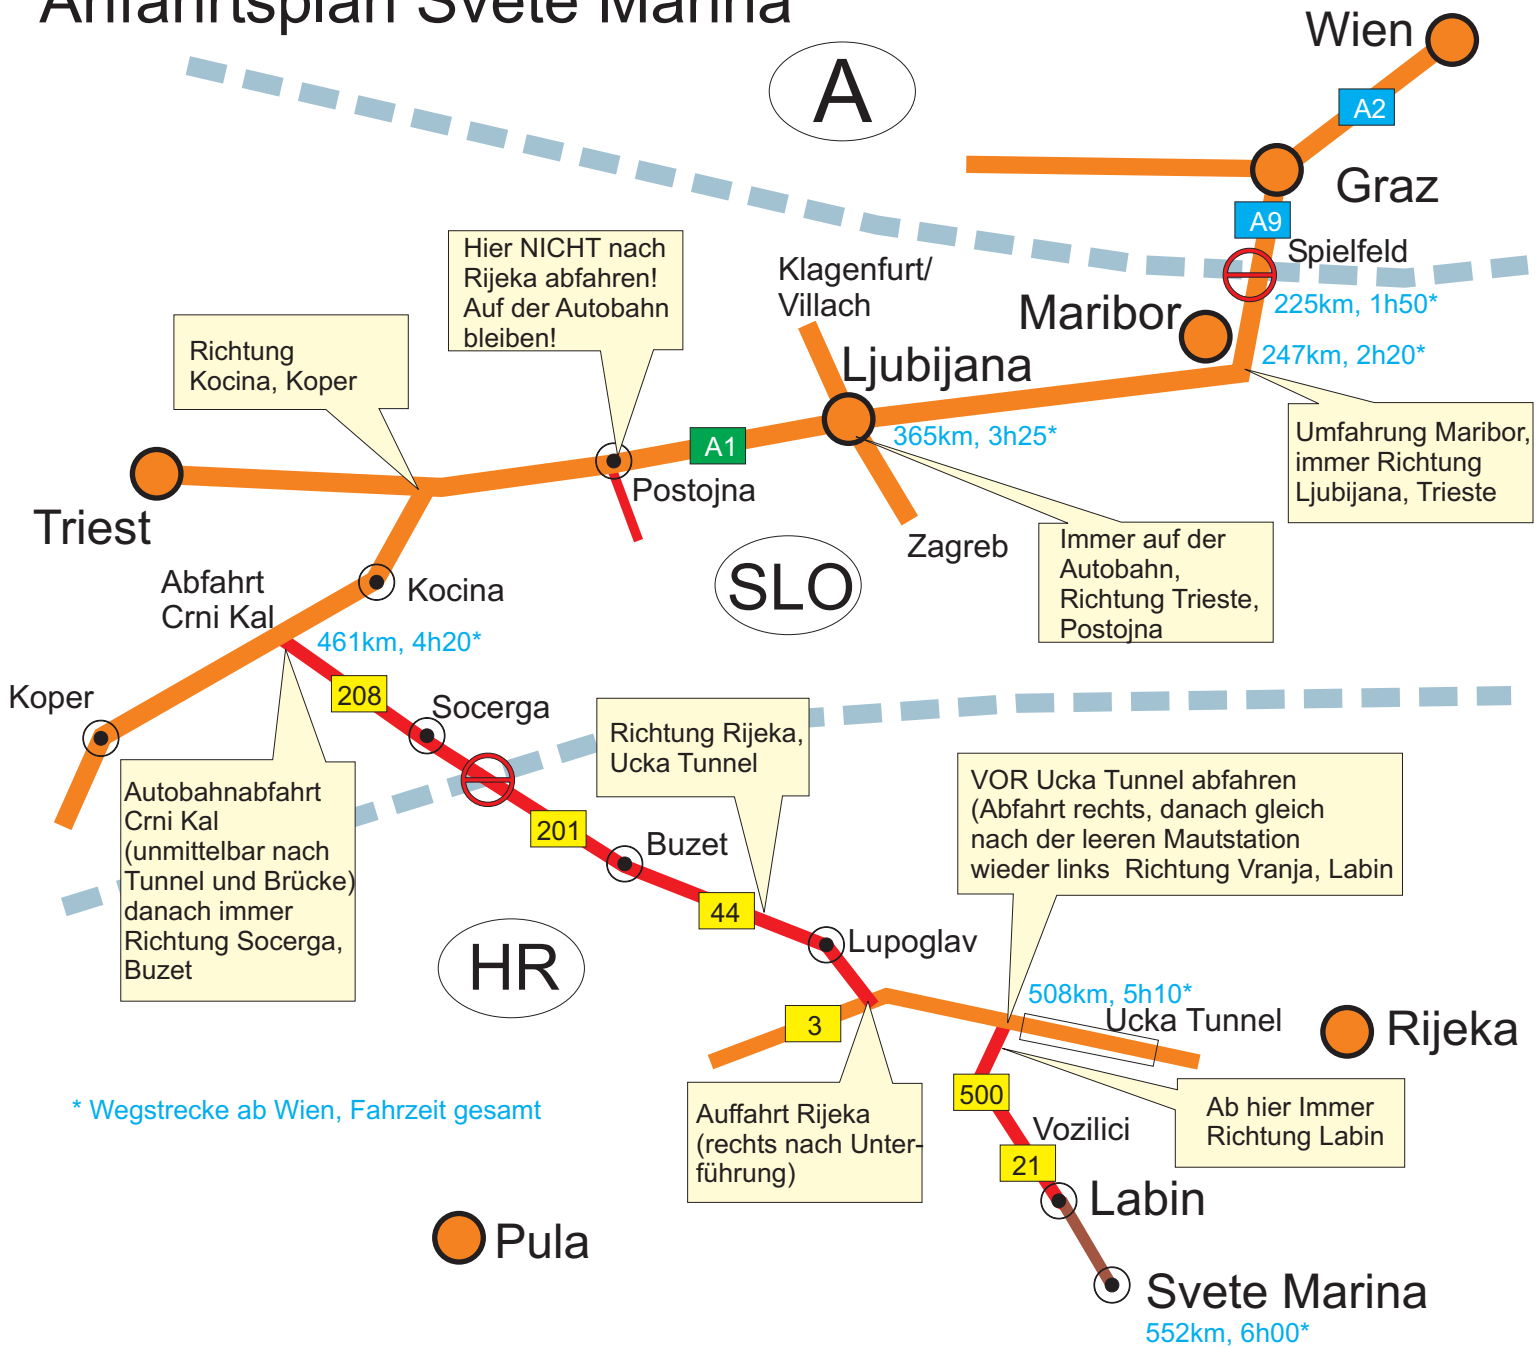 Anfahrtsplan Svete Marina
Wien
A
A2
Graz
A9
Spielfeld
Hier NICHT nach
Rijeka abfahren!
Auf der Autobahn
bleiben!
Klagenfurt/
Villach
225km, 1h50*
Maribor
247km, 2h20*
Richtung
Kocina, Koper
Ljubijana
365km, 3h25*
A1
Umfahrung Maribor,
immer Richtung
Ljubijana, Trieste
Postojna
Triest
Zagreb
Immer auf der
Autobahn,
Richtung Trieste,
Postojna
Abfahrt
Crni Kal
Kocina
SLO
461km, 4h20*
Koper
208
Socerga
Richtung Rijeka,
Ucka Tunnel
VOR Ucka Tunnel abfahren
(Abfahrt rechts, danach gleich
nach der leeren Mautstation
wieder links  Richtung Vranja, Labin
Autobahnabfahrt
Crni Kal
(unmittelbar nach
Tunnel und Brücke)
danach immer
Richtung Socerga,
Buzet
201
Buzet
44
Lupoglav
HR
508km, 5h10*
3
Ucka Tunnel
Rijeka
* Wegstrecke ab Wien, Fahrzeit gesamt
500
Auffahrt Rijeka
(rechts nach Unter-
führung)
Ab hier Immer
Richtung Labin
Vozilici
21
Labin
Pula
Svete Marina
552km, 6h00*